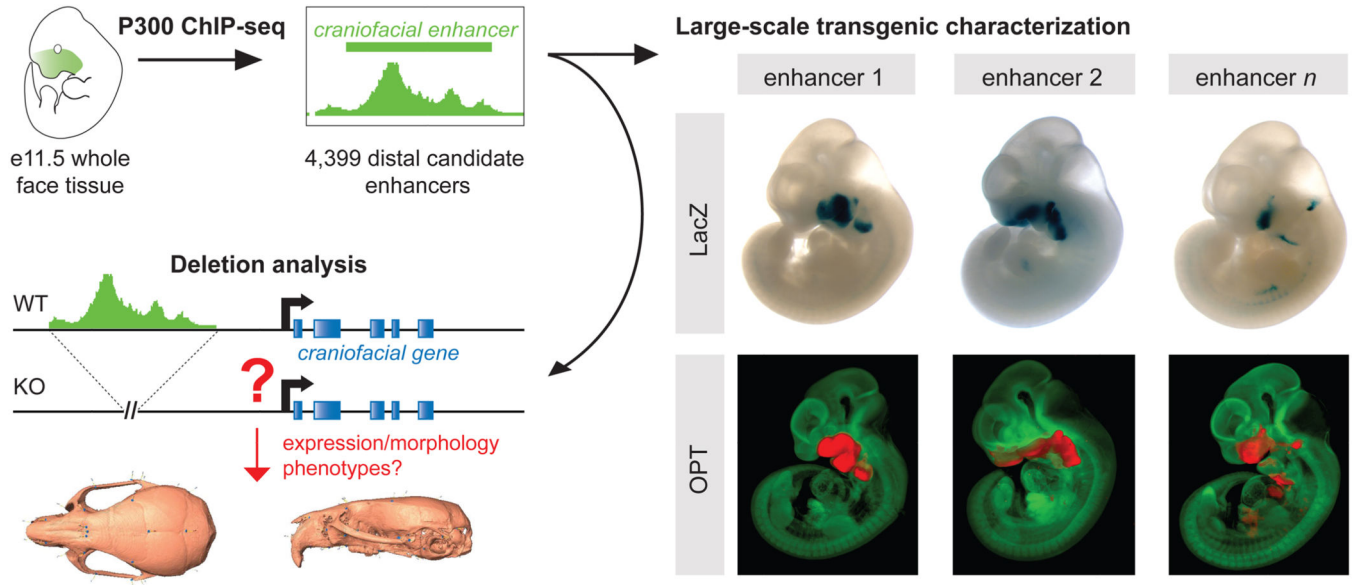 P300 ChIP-seq
craniofacial enhancer
e11.5 whole
face tissue
4,399 distal candidate
enhancers
Deletion analysis
WT
craniofacial gene
KO
?
expression/morphology
phenotypes?
Large-scale transgenic characterization
enhancer 1
enhancer 2
enhancer n
LacZ
OPT